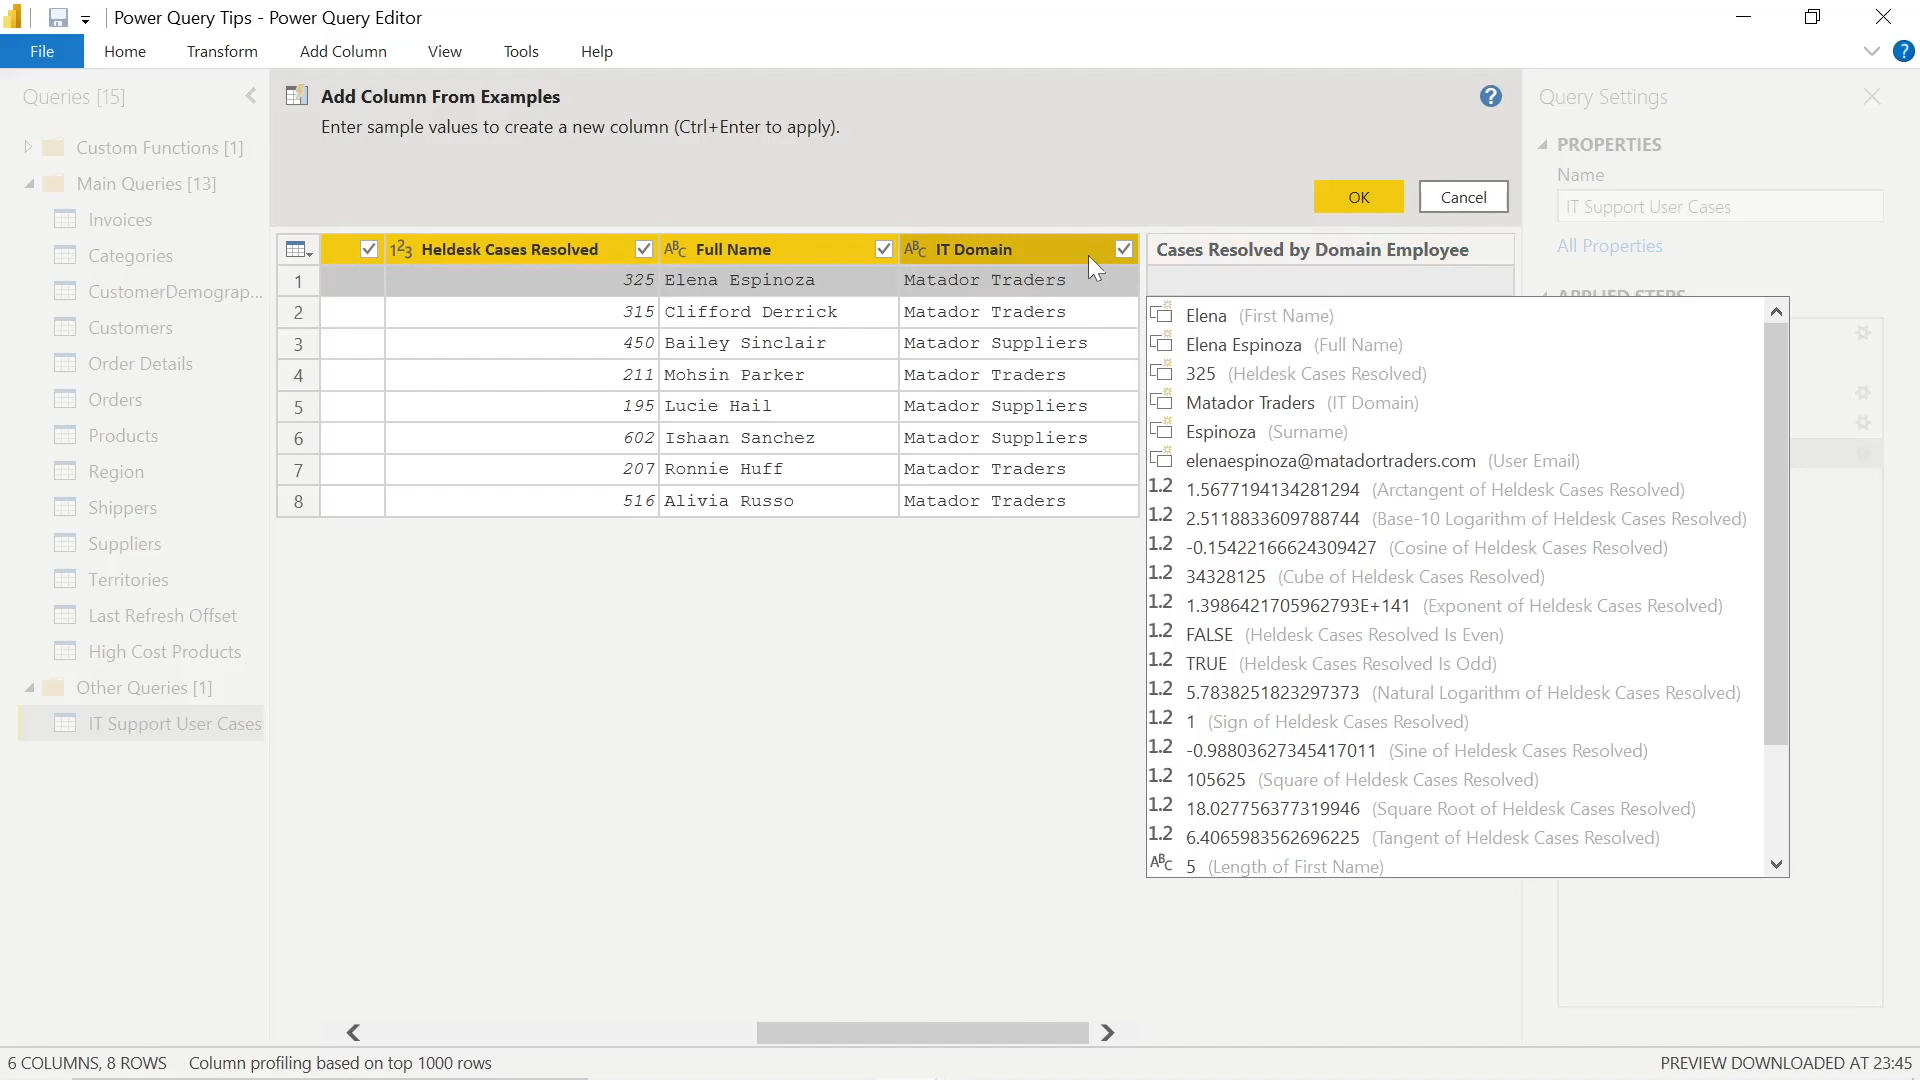 Power Query Tips - Power Query Editor
File Home Transform Add Column View Tools Help
Queries [15]
Custom Functions [1]
Main Queries [13]
Invoices
Categories
CustomerDemograp...
Customers
Order Details
Orders
Products
Region
Shippers
Suppliers
Territories
Last Refresh Offset
High Cost Products
Other Queries [1]
IT Support User Cases
Add Column From Examples
Enter sample values to create a new column (Ctrl+Enter to apply).
OK Cancel
1²3 Heldesk Cases Resolved ABC Full Name ABC IT Domain Cases Resolved by Domain Employee
1 325 Elena Espinoza Matador Traders
2 315 Clifford Derrick Matador Traders
3 450 Bailey Sinclair Matador Suppliers
4 211 Mohsin Parker Matador Traders
5 195 Lucie Hail Matador Suppliers
6 602 Ishaan Sanchez Matador Suppliers
7 207 Ronnie Huff Matador Traders
8 516 Alivia Russo Matador Traders
Elena (First Name)
Elena Espinoza (Full Name)
325 (Heldesk Cases Resolved)
Matador Traders (IT Domain)
Espinoza (Surname)
elenaespinoza@matadortraders.com (User Email)
1.2 1.5677194134281294 (Arctangent of Heldesk Cases Resolved)
1.2 2.5118833609788744 (Base-10 Logarithm of Heldesk Cases Resolved)
1.2 -0.15422166624309427 (Cosine of Heldesk Cases Resolved)
1.2 34328125 (Cube of Heldesk Cases Resolved)
1.2 1.3986421705962793E+141 (Exponent of Heldesk Cases Resolved)
1.2 FALSE (Heldesk Cases Resolved Is Even)
1.2 TRUE (Heldesk Cases Resolved Is Odd)
1.2 5.7838251823297373 (Natural Logarithm of Heldesk Cases Resolved)
1.2 1 (Sign of Heldesk Cases Resolved)
1.2 -0.98803627345417011 (Sine of Heldesk Cases Resolved)
1.2 105625 (Square of Heldesk Cases Resolved)
1.2 18.027756377319946 (Square Root of Heldesk Cases Resolved)
1.2 6.4065983562696225 (Tangent of Heldesk Cases Resolved)
ABC 5 (Length of First Name)
Query Settings
PROPERTIES
Name
IT Support User Cases
All Properties
APPLIED STEPS
6 COLUMNS, 8 ROWS Column profiling based on top 1000 rows
PREVIEW DOWNLOADED AT 23:45